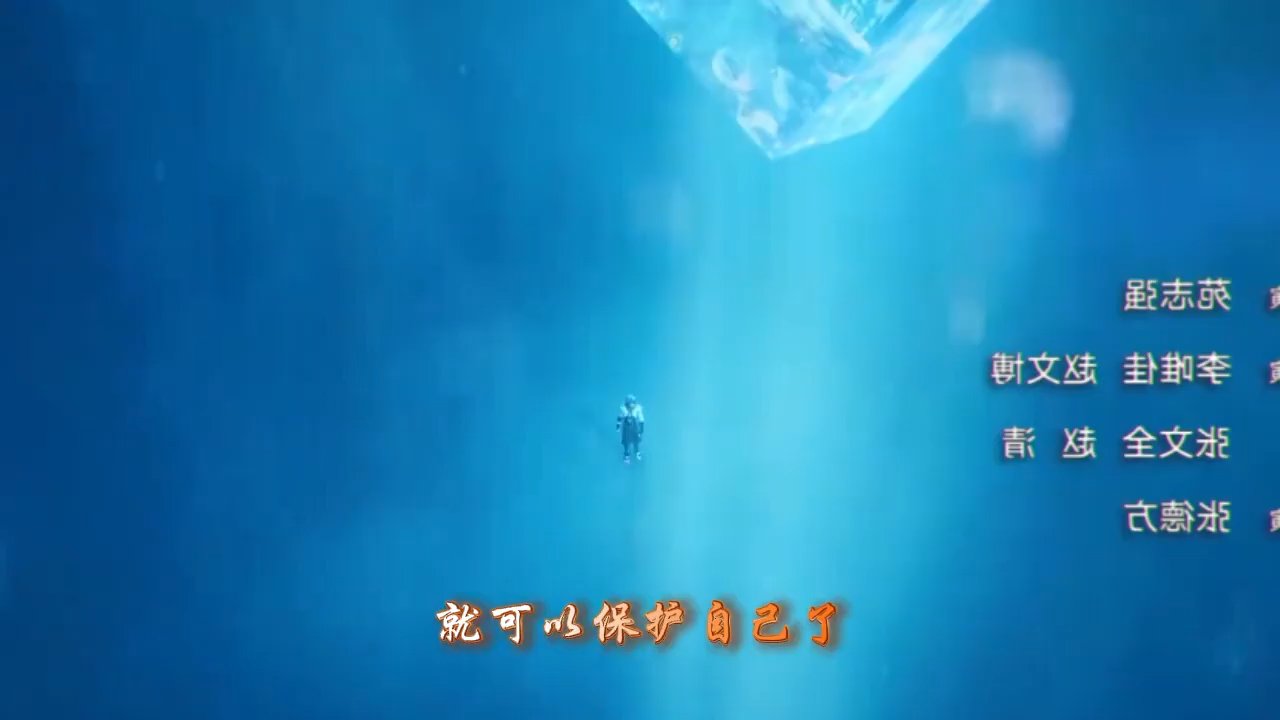 苑志强
李唯佳 赵文博
张文全 赵 清
张德方
就可以保护自己了